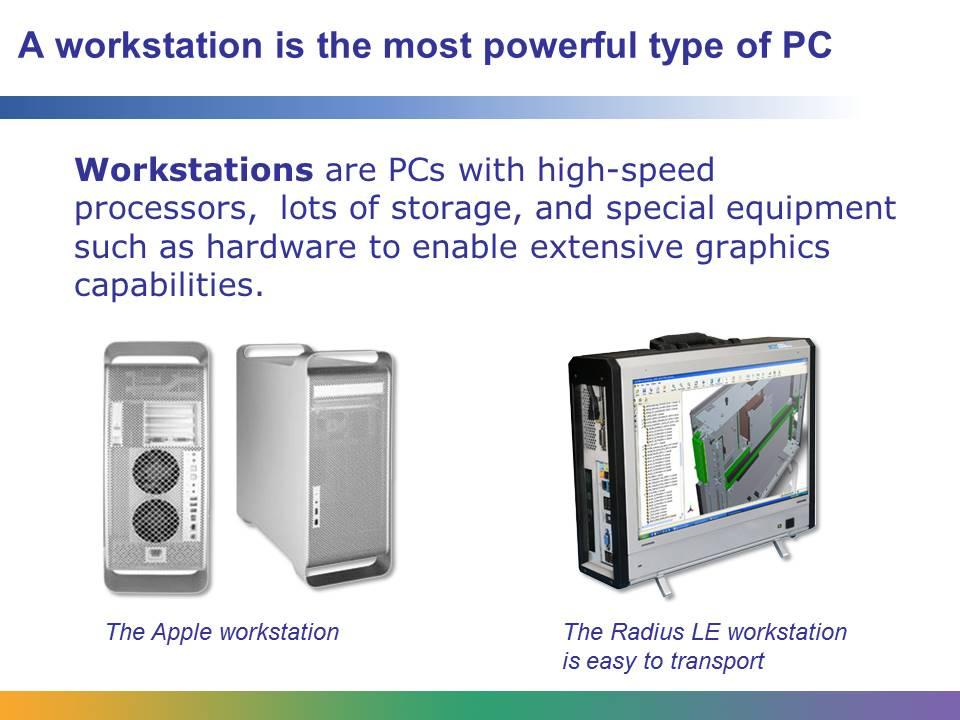 A workstation is the most powerful type of PC
Workstations are PCs with high-speed
processors,  lots of storage, and special equipment
such as hardware to enable extensive graphics
capabilities.
The Apple workstation
The Radius LE workstation
is easy to transport